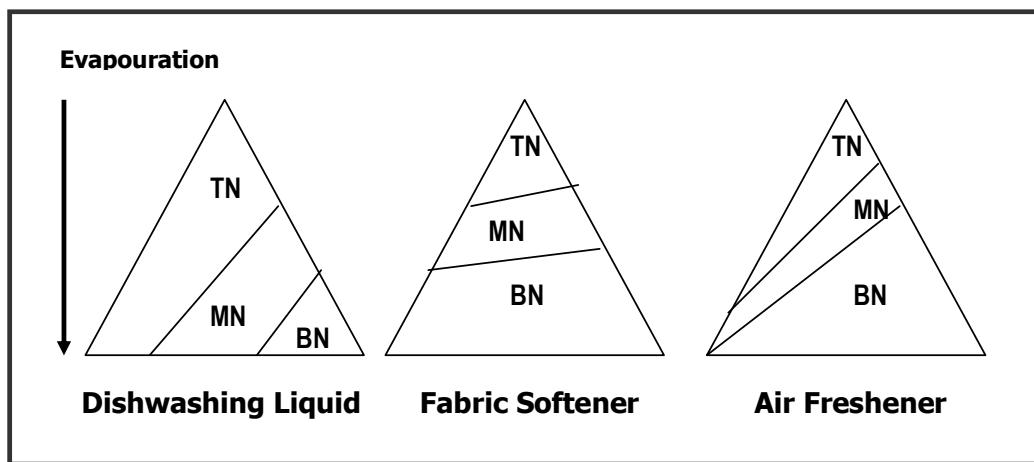 Evapouration
TN
MN
BN
TN
MN
BN
TN
MN
BN
Dishwashing Liquid
Fabric Softener
Air Freshener